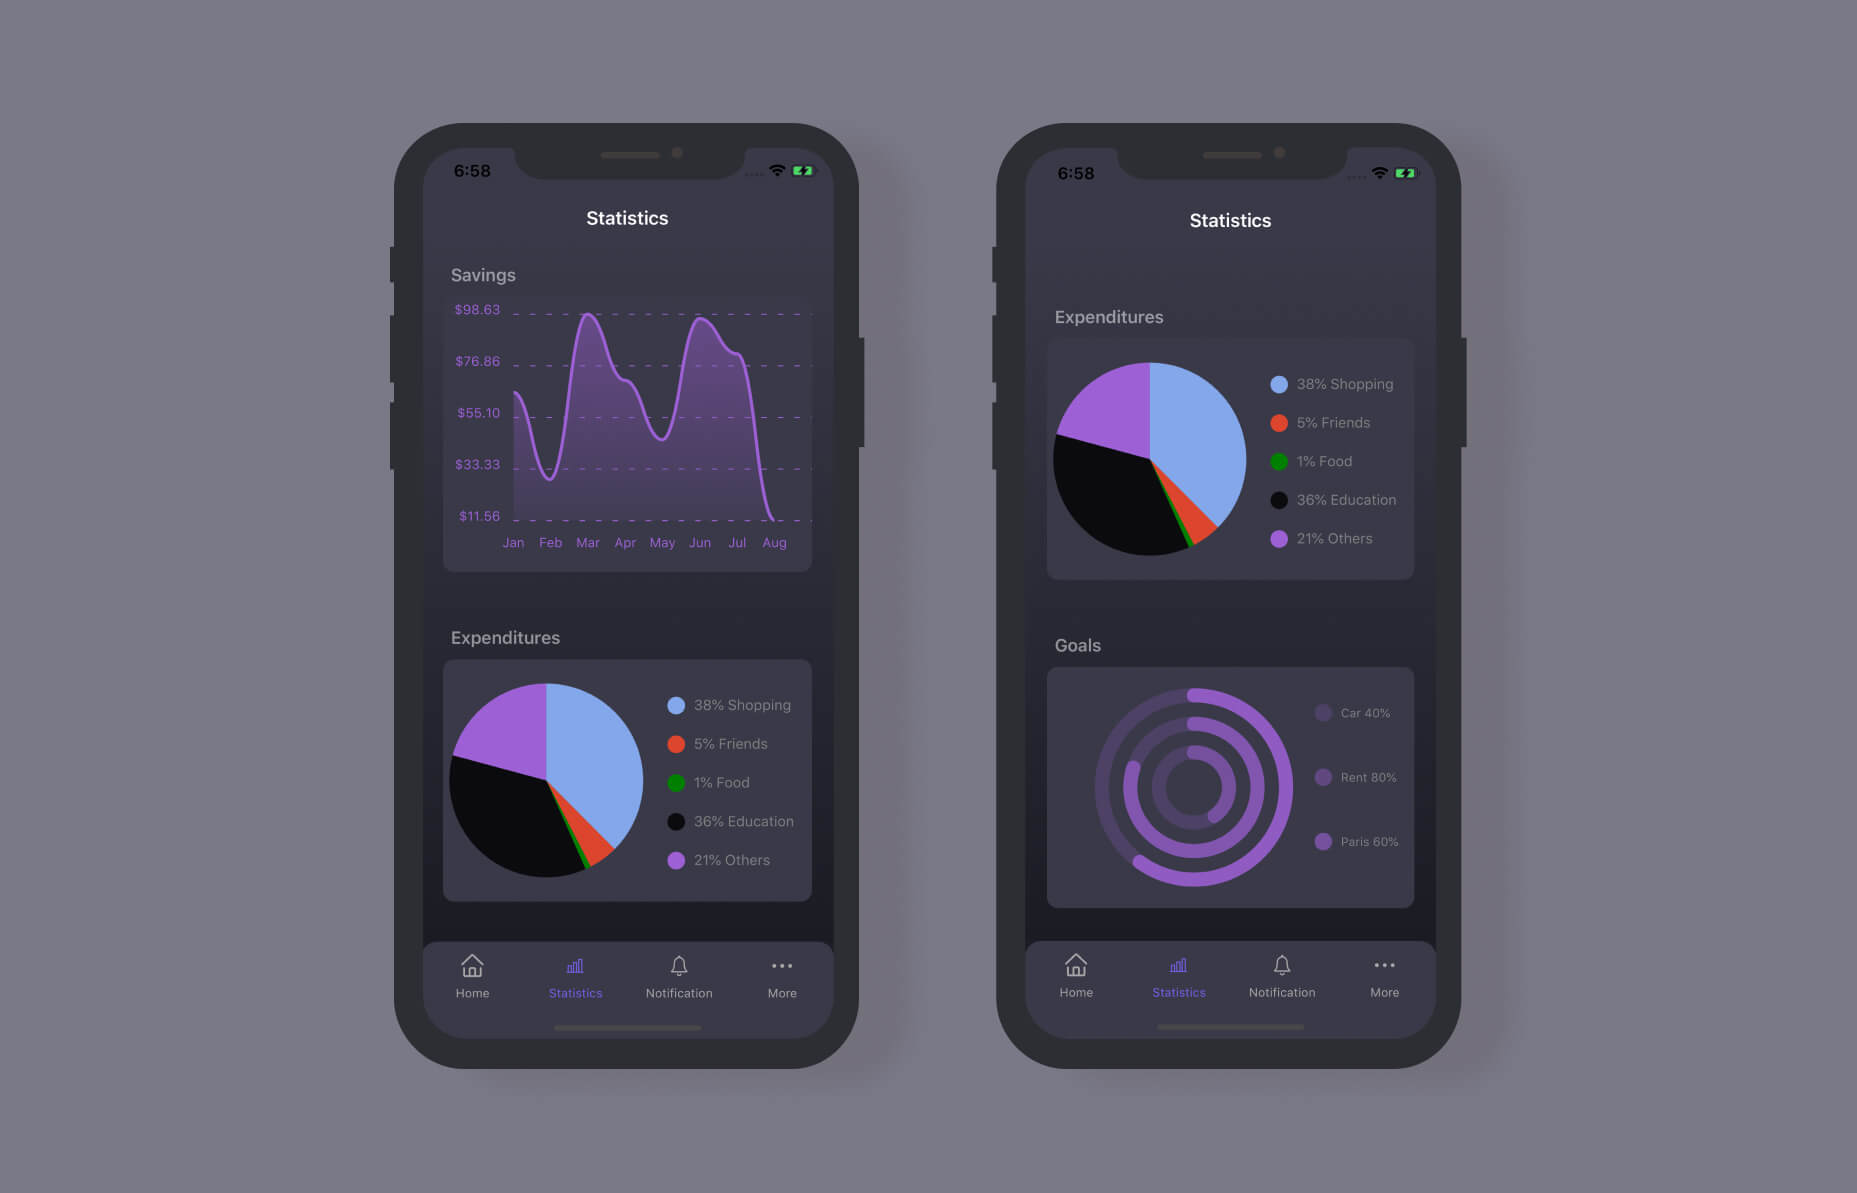 6:58
Statistics
Savings
$98.63
$76.86
$55.10
$33.33
$11.56
Jan Feb Mar Apr May Jun Jul Aug
Expenditures
38% Shopping
5% Friends
1% Food
36% Education
21% Others
Home Statistics Notification More
6:58
Statistics
Expenditures
38% Shopping
5% Friends
1% Food
36% Education
21% Others
Goals
Car 40%
Rent 80%
Paris 60%
Home Statistics Notification More